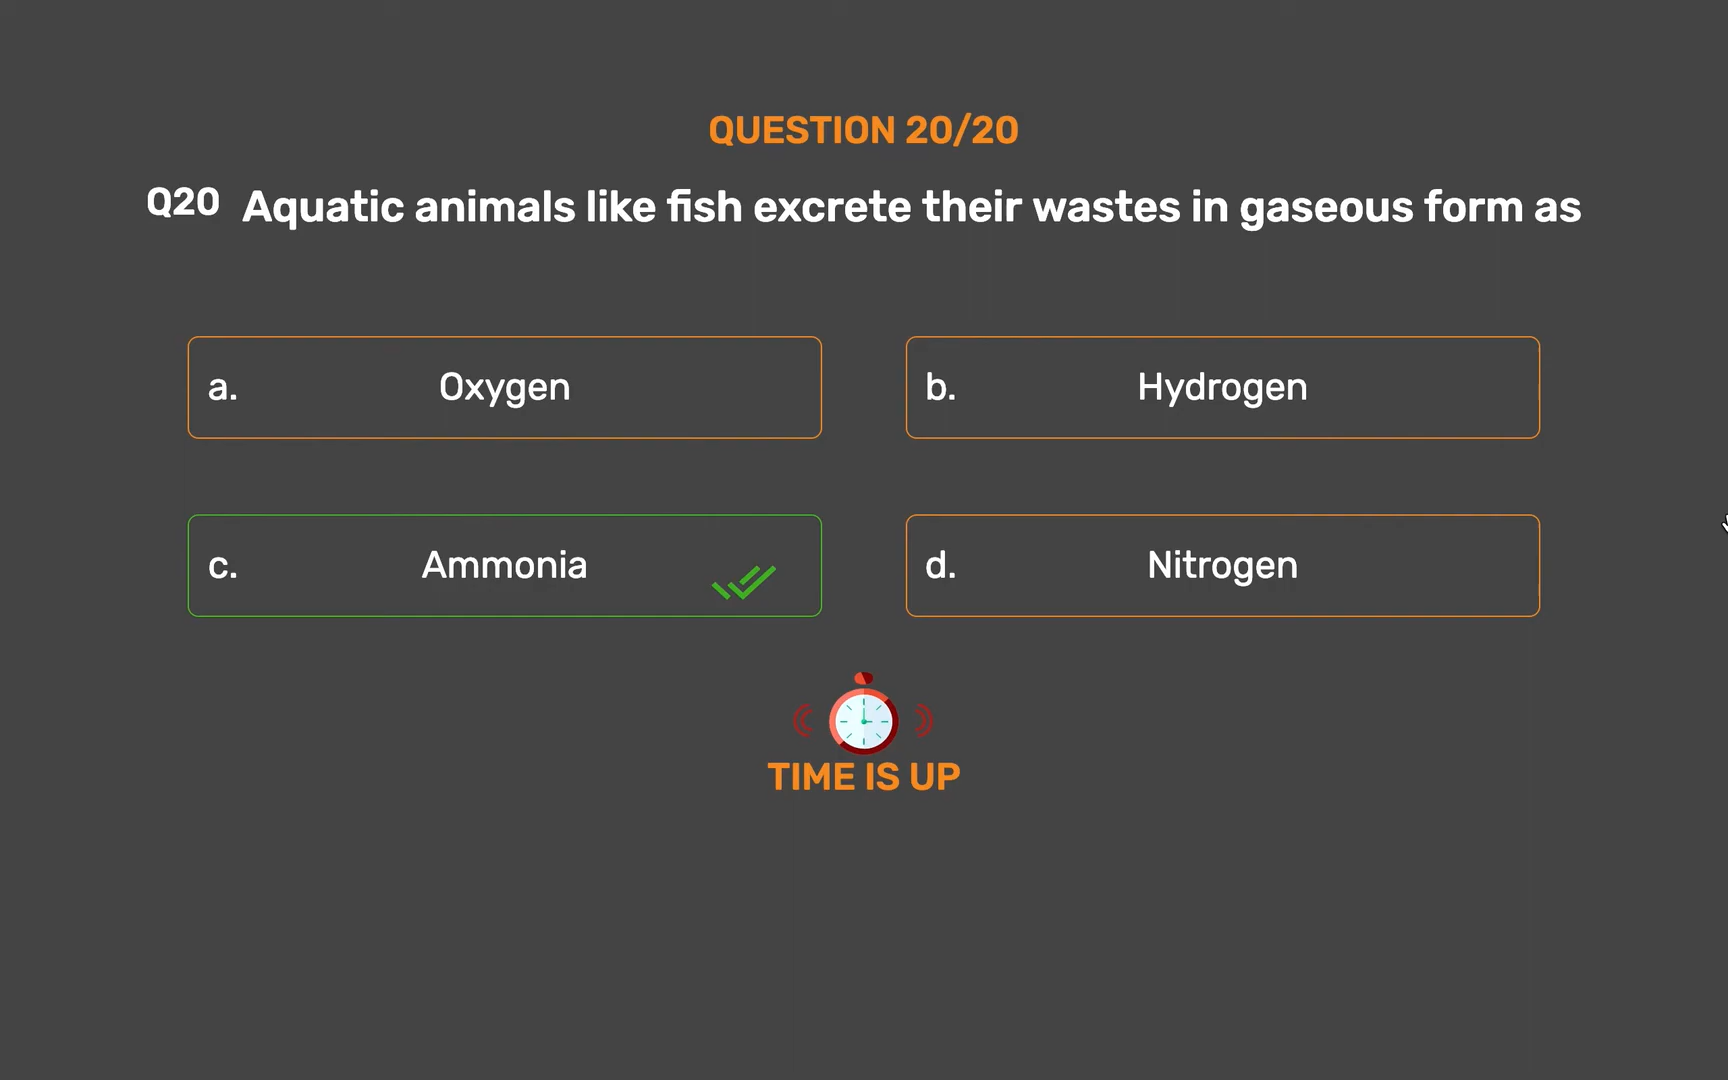 QUESTION 20/20
Q20 Aquatic animals like fish excrete their wastes in gaseous form as
a. Oxygen
b. Hydrogen
c. Ammonia
d. Nitrogen
TIME IS UP